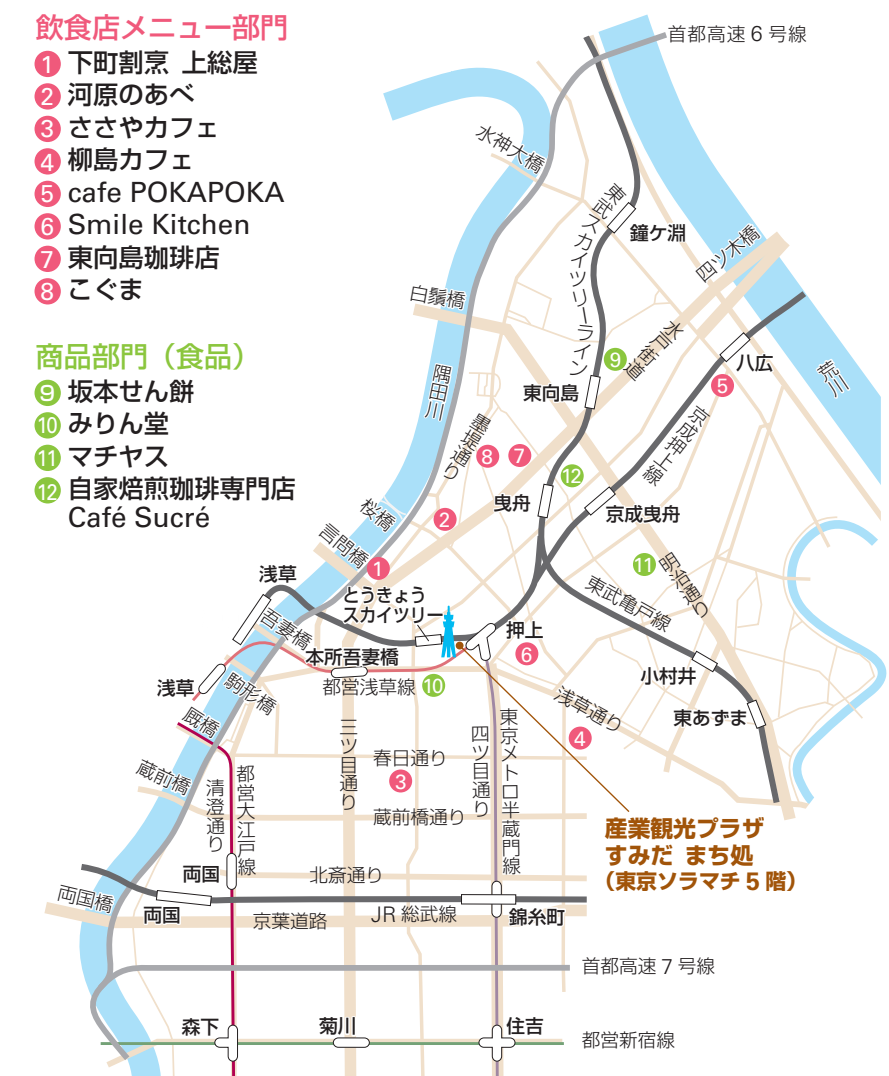 飲食店メニュー部門
1 下町割烹 上総屋
2 河原のあべ
3 ささやカフェ
4 柳島カフェ
5 cafe POKAPOKA
6 Smile Kitchen
7 東向島珈琲店
8 こぐま
商品部門（食品）
9 坂本せん餅
10 みりん堂
11 マチヤス
12 自家焙煎珈琲専門店
Café Sucré
首都高速6号線
水神大橋
東武スカイツリーライン
鐘ケ淵
四ツ木橋
白鬚橋
水戸街道
9
八広
荒川
5
隅田川
東向島
京成押上線
墨堤通り
8
7
12
曳舟
京成曳舟
桜橋
2
言問橋
1
11
明治通り
浅草
とうきょう
スカイツリー
東武亀戸線
吾妻橋
押上
6
本所吾妻橋
小村井
浅草
駒形橋
都営浅草線
10
浅草通り
東あずま
厩橋
4
三ツ目通り
四ツ目通り
東京メトロ半蔵門線
春日通り
3
蔵前橋
清澄通り
都営大江戸線
蔵前橋通り
産業観光プラザ
すみだ まち処
（東京ソラマチ5階）
両国
北斎通り
両国橋
両国
京葉道路
JR総武線
錦糸町
首都高速7号線
森下
菊川
住吉
都営新宿線